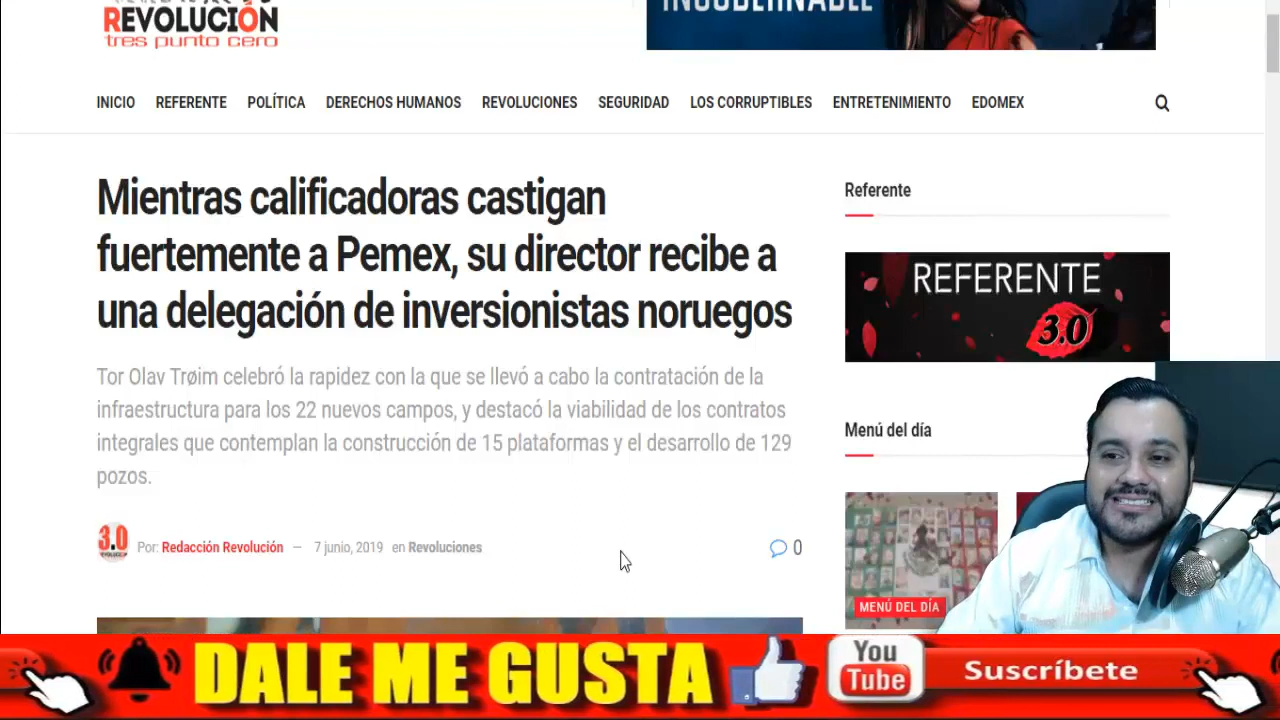 REVOLUCIÓN
tres punto cero
INICIO REFERENTE POLÍTICA DERECHOS HUMANOS REVOLUCIONES SEGURIDAD LOS CORRUPTIBLES ENTRETENIMIENTO EDOMEX
Mientras calificadoras castigan
fuertemente a Pemex, su director recibe a
una delegación de inversionistas noruegos
Tor Olav Trøim celebró la rapidez con la que se llevó a cabo la contratación de la
infraestructura para los 22 nuevos campos, y destacó la viabilidad de los contratos
integrales que contemplan la construcción de 15 plataformas y el desarrollo de 129
pozos.
3.0
Por: Redacción Revolución — 7 junio, 2019 en Revoluciones
0
Referente
REFERENTE
3.0
Menú del día
MENÚ DEL DÍA
DALE ME GUSTA
You
Tube
Suscríbete